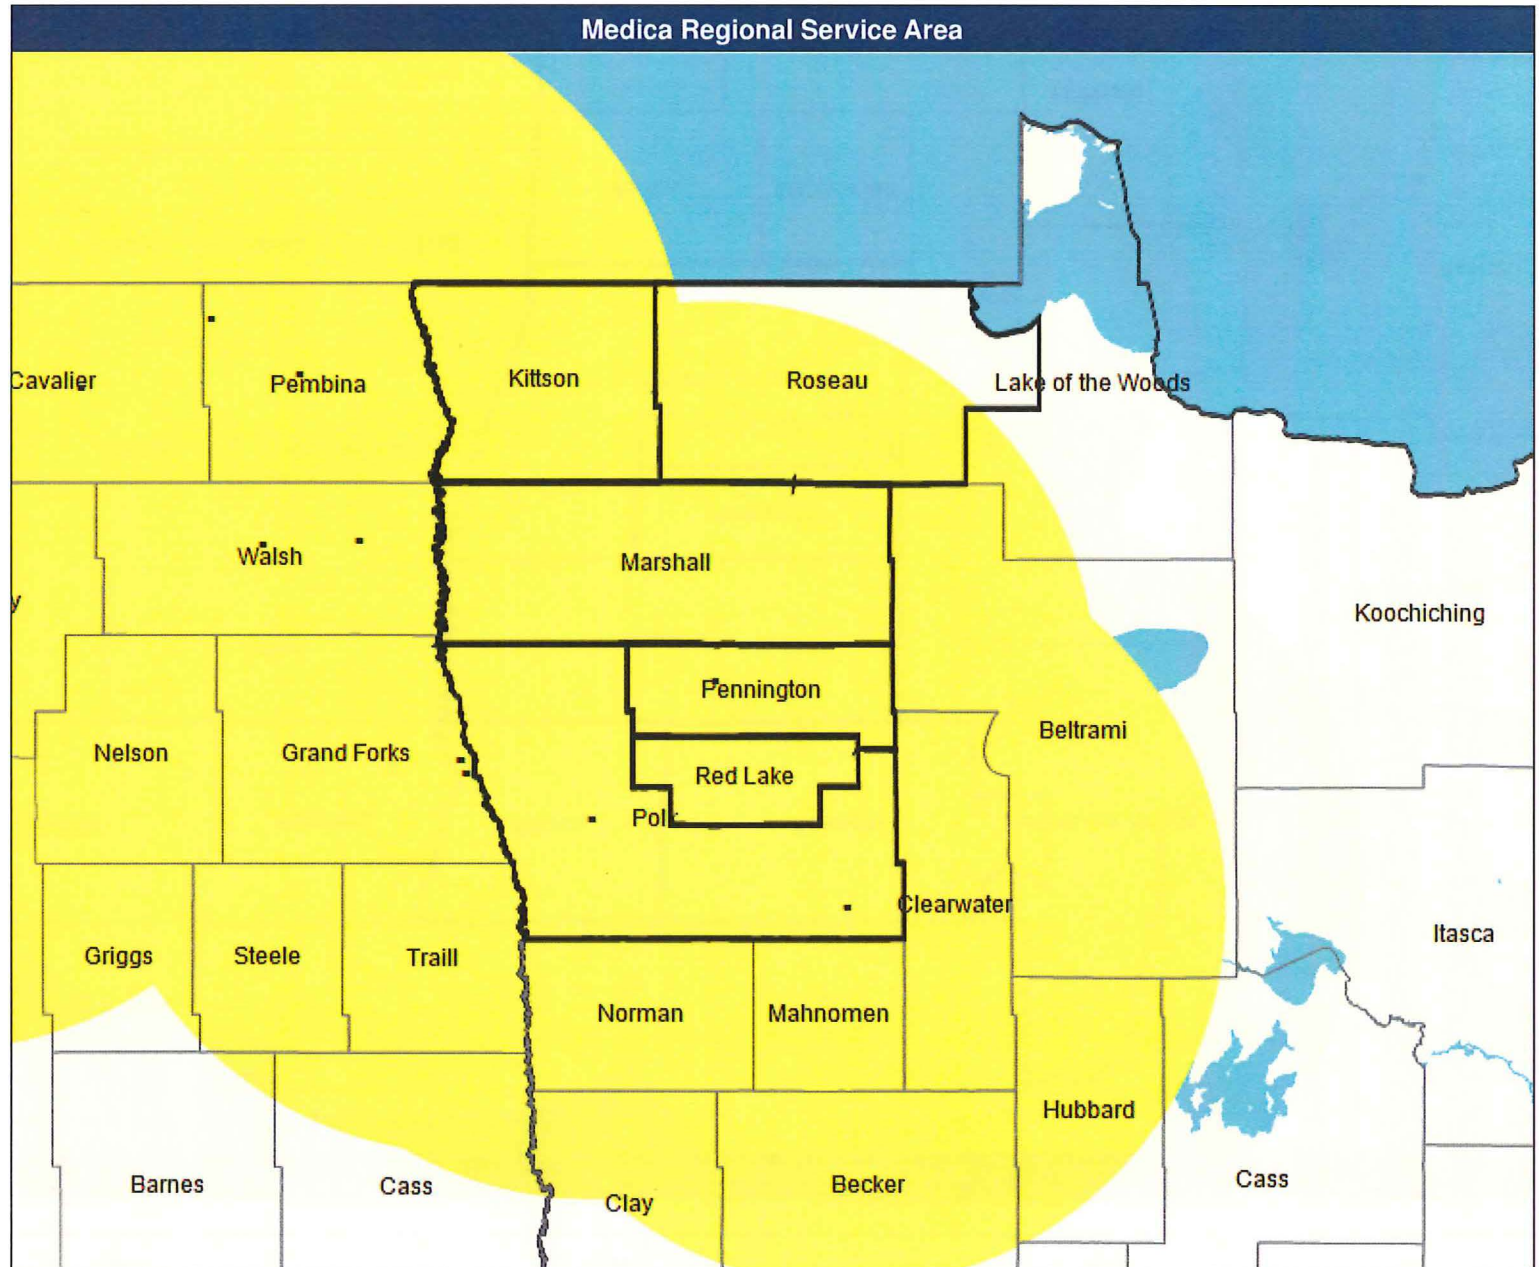 Medica Regional Service Area
Cavalier
Pembina
Kittson
Roseau
Lake of the Woods
Walsh
Marshall
y
Koochiching
Pennington
Nelson
Grand Forks
Red Lake
Beltrami
Polk
Clearwater
Griggs
Steele
Traill
Itasca
Norman
Mahnomen
Hubbard
Barnes
Cass
Clay
Becker
Cass